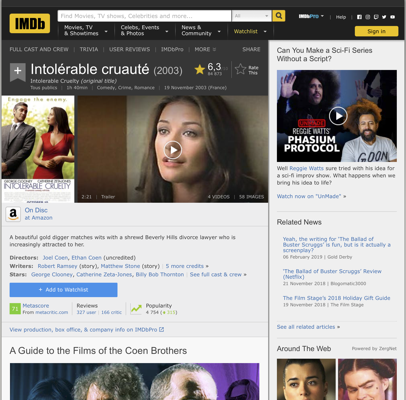 IMDb
Find Movies, TV shows, Celebrities and more...
All
IMDbPro
Help
Movies, TV
& Showtimes
Celebs, Events
& Photos
News &
Community
Watchlist
Sign in
FULL CAST AND CREW | TRIVIA | USER REVIEWS | IMDbPro | MORE
SHARE
Intolérable cruauté (2003)
Intolerable Cruelty (original title)
Tous publics | 1h 40min | Comedy, Crime, Romance | 19 November 2003 (France)
6,3
Rate
This
Engage the enemy.
INTOLERABLE CRUELTY
2:21 | Trailer
4 VIDEOS | 58 IMAGES
On Disc
at Amazon
A beautiful gold digger matches wits with a shrewd Beverly Hills divorce lawyer who is
increasingly attracted to her.
Directors: Joel Coen, Ethan Coen (uncredited)
Writers: Robert Ramsey (story), Matthew Stone (story) | 5 more credits »
Stars: George Clooney, Catherine Zeta-Jones, Billy Bob Thornton | See full cast & crew »
+ Add to Watchlist
71
Metascore
From metacritic.com
Reviews
327 user | 166 critic
Popularity
4 754
View production, box office, & company info on IMDbPro
A Guide to the Films of the Coen Brothers
Can You Make a Sci-Fi Series
Without a Script?
REGGIE WATTS'
PHASIUM
PROTOCOL
Well Reggie Watts sure tried with his idea
for a sci-fi improv show. What happens when
we bring his idea to life?
Watch now on "UnMade" »
Related News
Yeah, the writing for 'The Ballad of
Buster Scruggs' is fun, but is it actually a
screenplay?
06 February 2019 | Gold Derby
'The Ballad of Buster Scruggs' Review
(Netflix)
21 November 2018 | Blogomatic3000
The Film Stage's 2018 Holiday Gift Guide
19 November 2018 | The Film Stage
See all related articles »
Around The Web
Powered by ZergNet